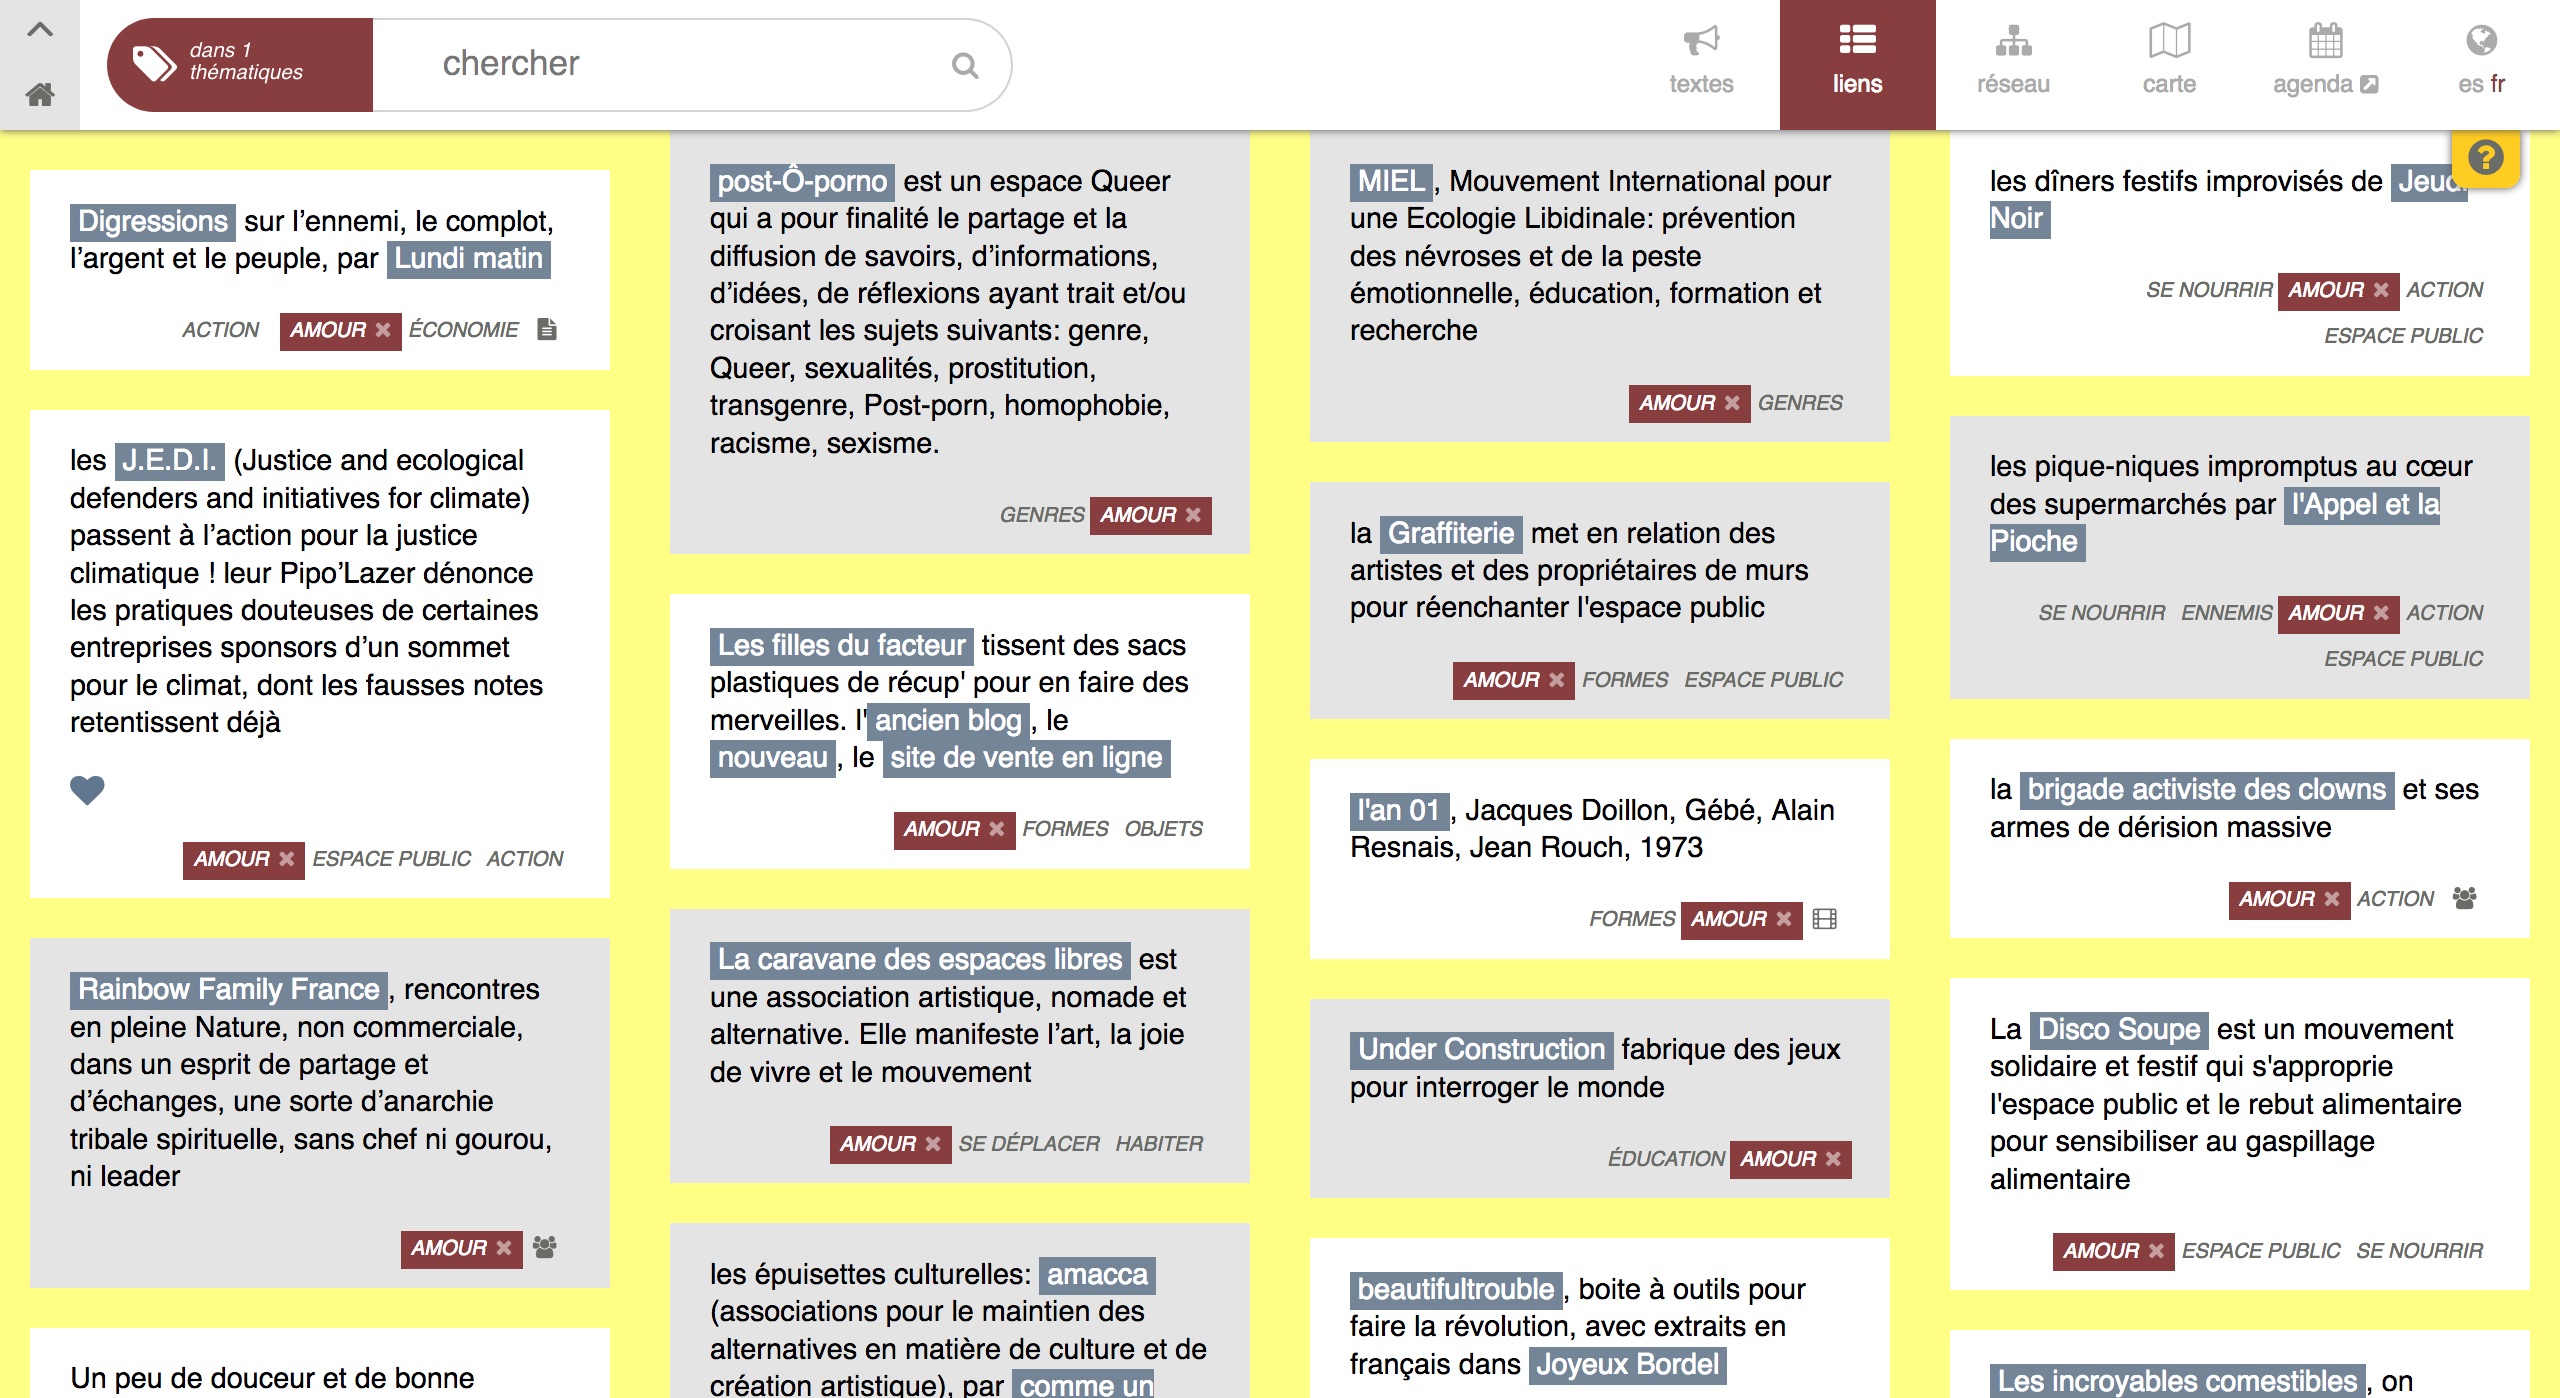 dans 1
thématiques
chercher
textes
liens
réseau
carte
agenda
es fr
Digressions sur l’ennemi, le complot,
l’argent et le peuple, par Lundi matin
ACTION AMOUR ÉCONOMIE
les J.E.D.I. (Justice and ecological
defenders and initiatives for climate)
passent à l’action pour la justice
climatique ! leur Pipo’Lazer dénonce
les pratiques douteuses de certaines
entreprises sponsors d’un sommet
pour le climat, dont les fausses notes
retentissent déjà
AMOUR ESPACE PUBLIC ACTION
Rainbow Family France , rencontres
en pleine Nature, non commerciale,
dans un esprit de partage et
d’échanges, une sorte d’anarchie
tribale spirituelle, sans chef ni gourou,
ni leader
AMOUR
Un peu de douceur et de bonne
post-Ô-porno est un espace Queer
qui a pour finalité le partage et la
diffusion de savoirs, d’informations,
d’idées, de réflexions ayant trait et/ou
croisant les sujets suivants: genre,
Queer, sexualités, prostitution,
transgenre, Post-porn, homophobie,
racisme, sexisme.
GENRES AMOUR
Les filles du facteur tissent des sacs
plastiques de récup' pour en faire des
merveilles. l' ancien blog , le
nouveau , le site de vente en ligne
AMOUR FORMES OBJETS
La caravane des espaces libres est
une association artistique, nomade et
alternative. Elle manifeste l’art, la joie
de vivre et le mouvement
AMOUR SE DÉPLACER HABITER
les épuisettes culturelles: amacca
(associations pour le maintien des
alternatives en matière de culture et de
création artistique), par comme un
MIEL , Mouvement International pour
une Ecologie Libidinale: prévention
des névroses et de la peste
émotionnelle, éducation, formation et
recherche
AMOUR GENRES
la Graffiterie met en relation des
artistes et des propriétaires de murs
pour réenchanter l'espace public
AMOUR FORMES ESPACE PUBLIC
l'an 01 , Jacques Doillon, Gébé, Alain
Resnais, Jean Rouch, 1973
FORMES AMOUR
Under Construction fabrique des jeux
pour interroger le monde
ÉDUCATION AMOUR
beautifultrouble , boite à outils pour
faire la révolution, avec extraits en
français dans Joyeux Bordel
les dîners festifs improvisés de Jeudi
Noir
SE NOURRIR AMOUR ACTION
ESPACE PUBLIC
les pique-niques impromptus au cœur
des supermarchés par l'Appel et la
Pioche
SE NOURRIR ENNEMIS AMOUR ACTION
ESPACE PUBLIC
la brigade activiste des clowns et ses
armes de dérision massive
AMOUR ACTION
La Disco Soupe est un mouvement
solidaire et festif qui s'approprie
l'espace public et le rebut alimentaire
pour sensibiliser au gaspillage
alimentaire
AMOUR ESPACE PUBLIC SE NOURRIR
Les incroyables comestibles , on